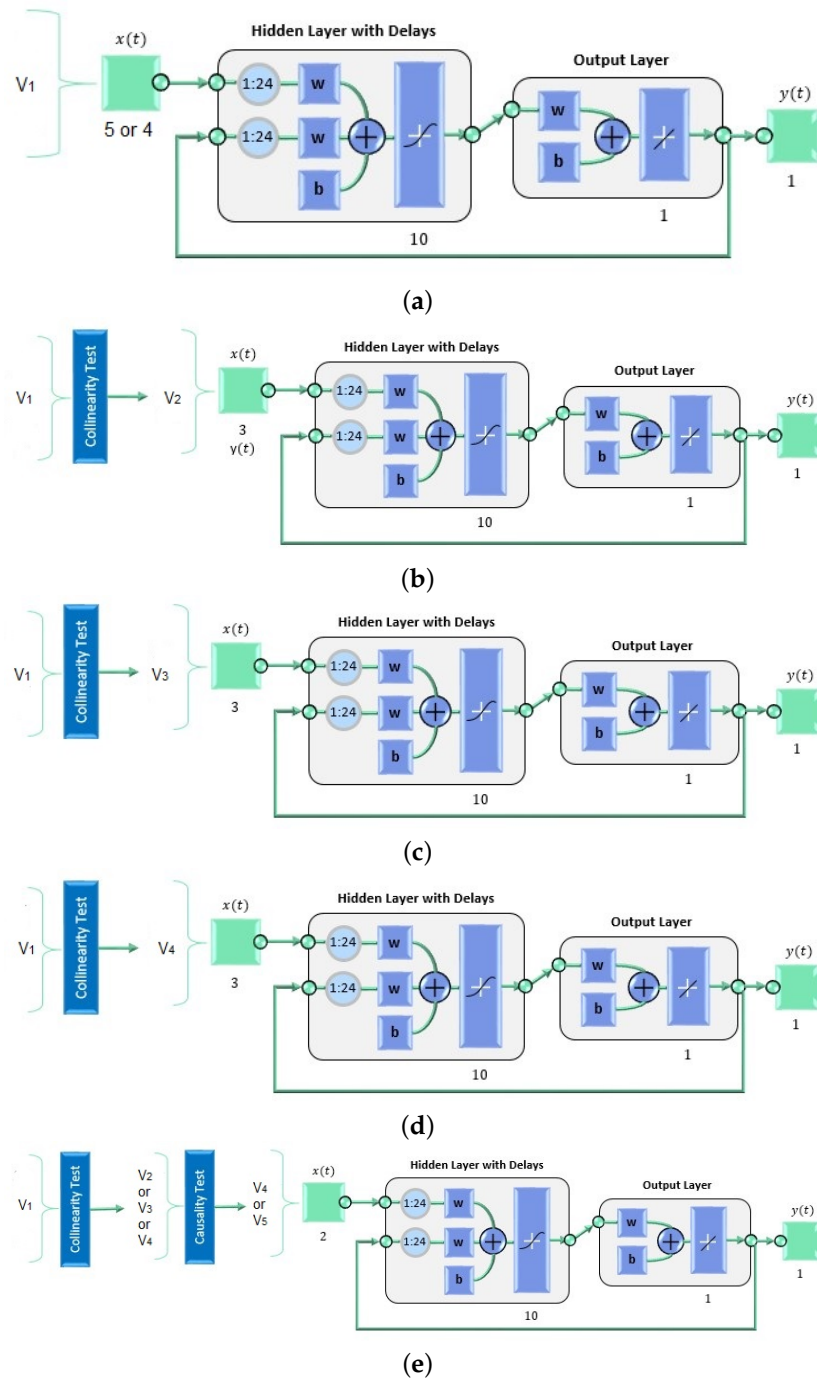 Hidden Layer with Delays
x(t)
Output Layer
V1
1:24
w
w
y(t)
1:24
w
b
b
5 or 4
1
1
10
(a)
Hidden Layer with Delays
x(t)
Output Layer
V1
Collinearity Test
V2
1:24
w
w
y(t)
1:24
w
b
b
3
y(t)
1
1
10
(b)
Hidden Layer with Delays
x(t)
Output Layer
V1
Collinearity Test
V3
1:24
w
w
y(t)
1:24
w
b
b
3
1
1
10
(c)
Hidden Layer with Delays
x(t)
Output Layer
V1
Collinearity Test
V4
1:24
w
w
y(t)
1:24
w
b
b
3
1
1
10
(d)
Hidden Layer with Delays
x(t)
Output Layer
V1
Collinearity Test
V2
or
V3
or
V4
Causality Test
V4
or
V5
1:24
w
w
y(t)
1:24
w
b
b
2
1
1
10
(e)